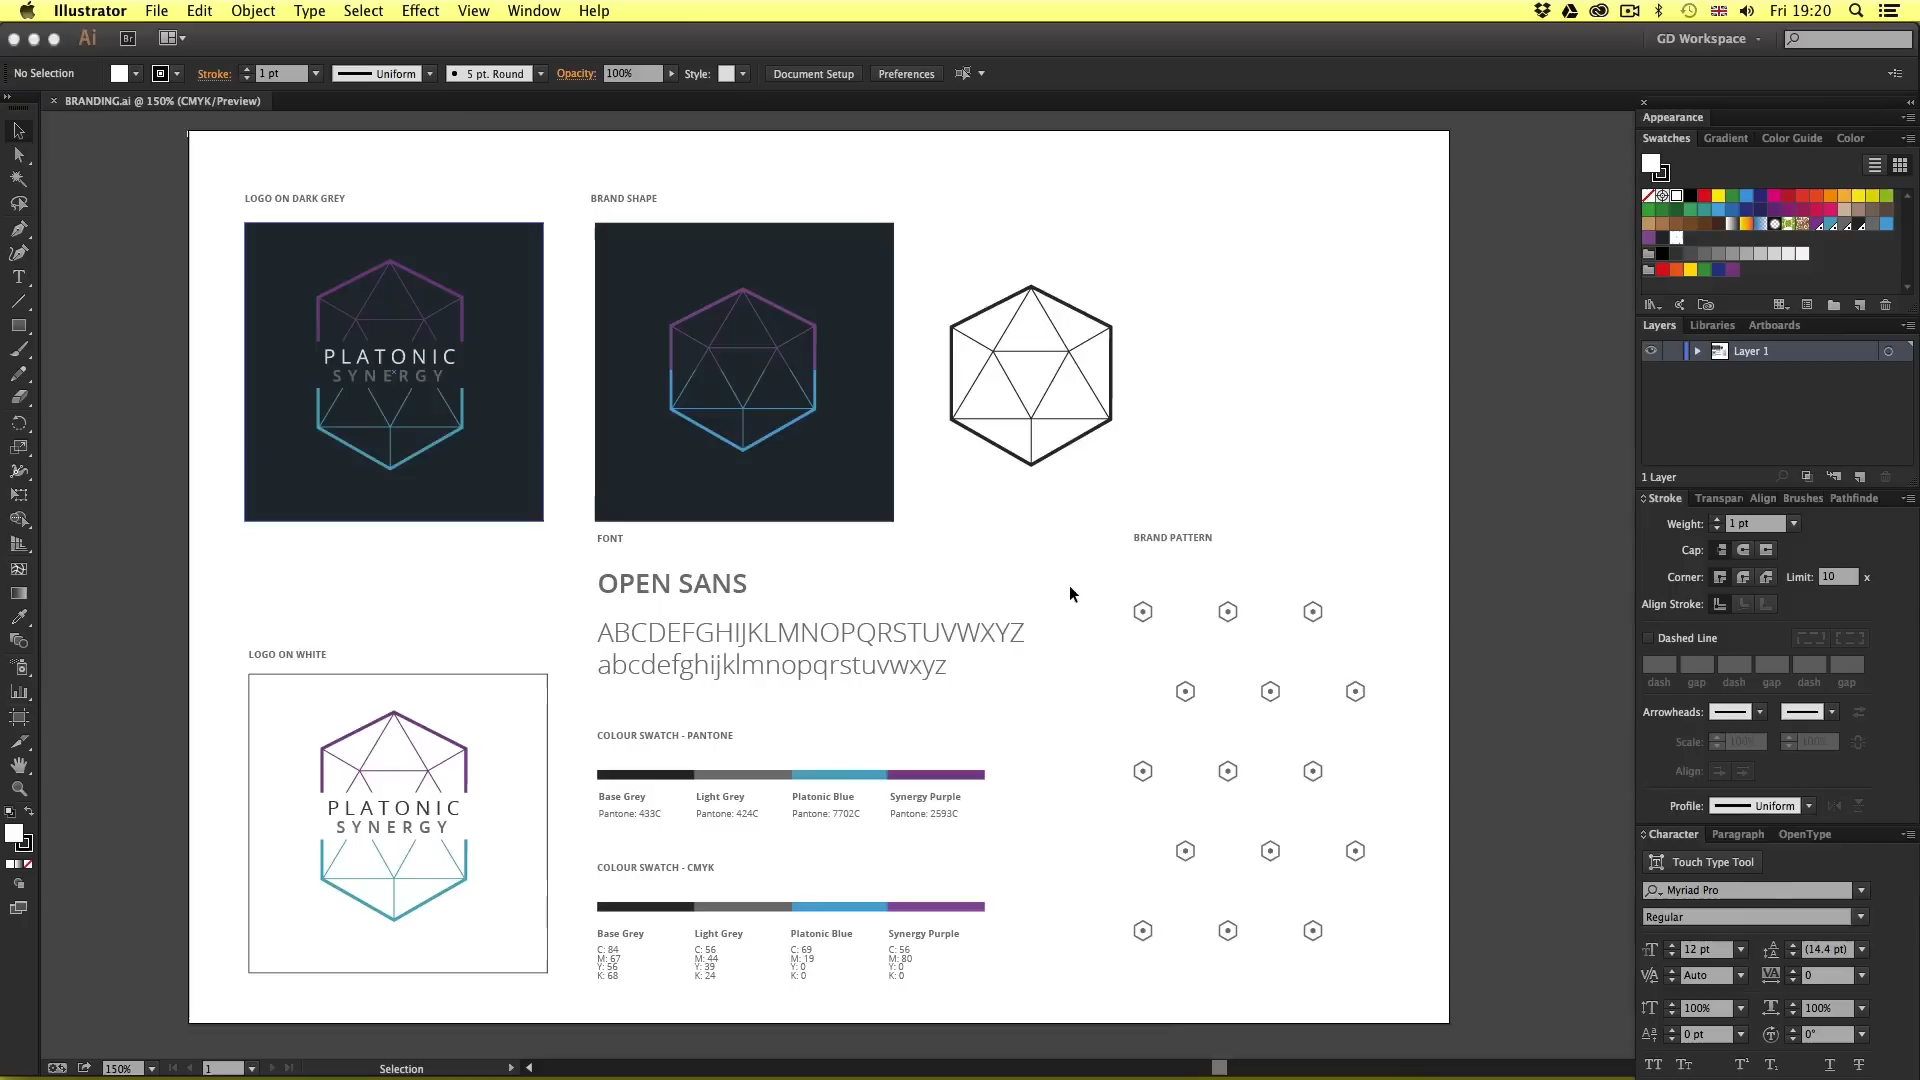 Illustrator File Edit Object Type Select Effect View Window Help Fri 19:20
Ai Br GD Workspace
No Selection Stroke: 1 pt Uniform 5 pt. Round Opacity: 100% Style: Document Setup Preferences
BRANDING.ai @ 150% (CMYK/Preview)
LOGO ON DARK GREY
PLATONIC
SYNERGY
BRAND SHAPE
FONT
OPEN SANS
ABCDEFGHIJKLMNOPQRSTUVWXYZ
abcdefghijklmnopqrstuvwxyz
BRAND PATTERN
LOGO ON WHITE
PLATONIC
SYNERGY
COLOUR SWATCH - PANTONE
Base Grey Light Grey Platonic Blue Synergy Purple
Pantone: 433C Pantone: 424C Pantone: 7702C Pantone: 2593C
COLOUR SWATCH - CMYK
Base Grey Light Grey Platonic Blue Synergy Purple
C: 84 C: 56 C: 69 C: 56
M: 67 M: 44 M: 19 M: 80
Y: 56 Y: 39 Y: 0 Y: 0
K: 68 K: 24 K: 0 K: 0
Appearance
Swatches Gradient Color Guide Color
Layers Libraries Artboards
Layer 1
1 Layer
Stroke Transpar Align Brushes Pathfinde
Weight: 1 pt
Cap:
Corner: Limit: 10 x
Align Stroke:
Dashed Line
dash gap dash gap dash gap
Arrowheads:
Scale: 100% 100%
Align:
Profile: Uniform
Character Paragraph OpenType
Touch Type Tool
Myriad Pro
Regular
12 pt (14.4 pt)
Auto 0
100% 100%
0 pt 0°
150% 1 Selection